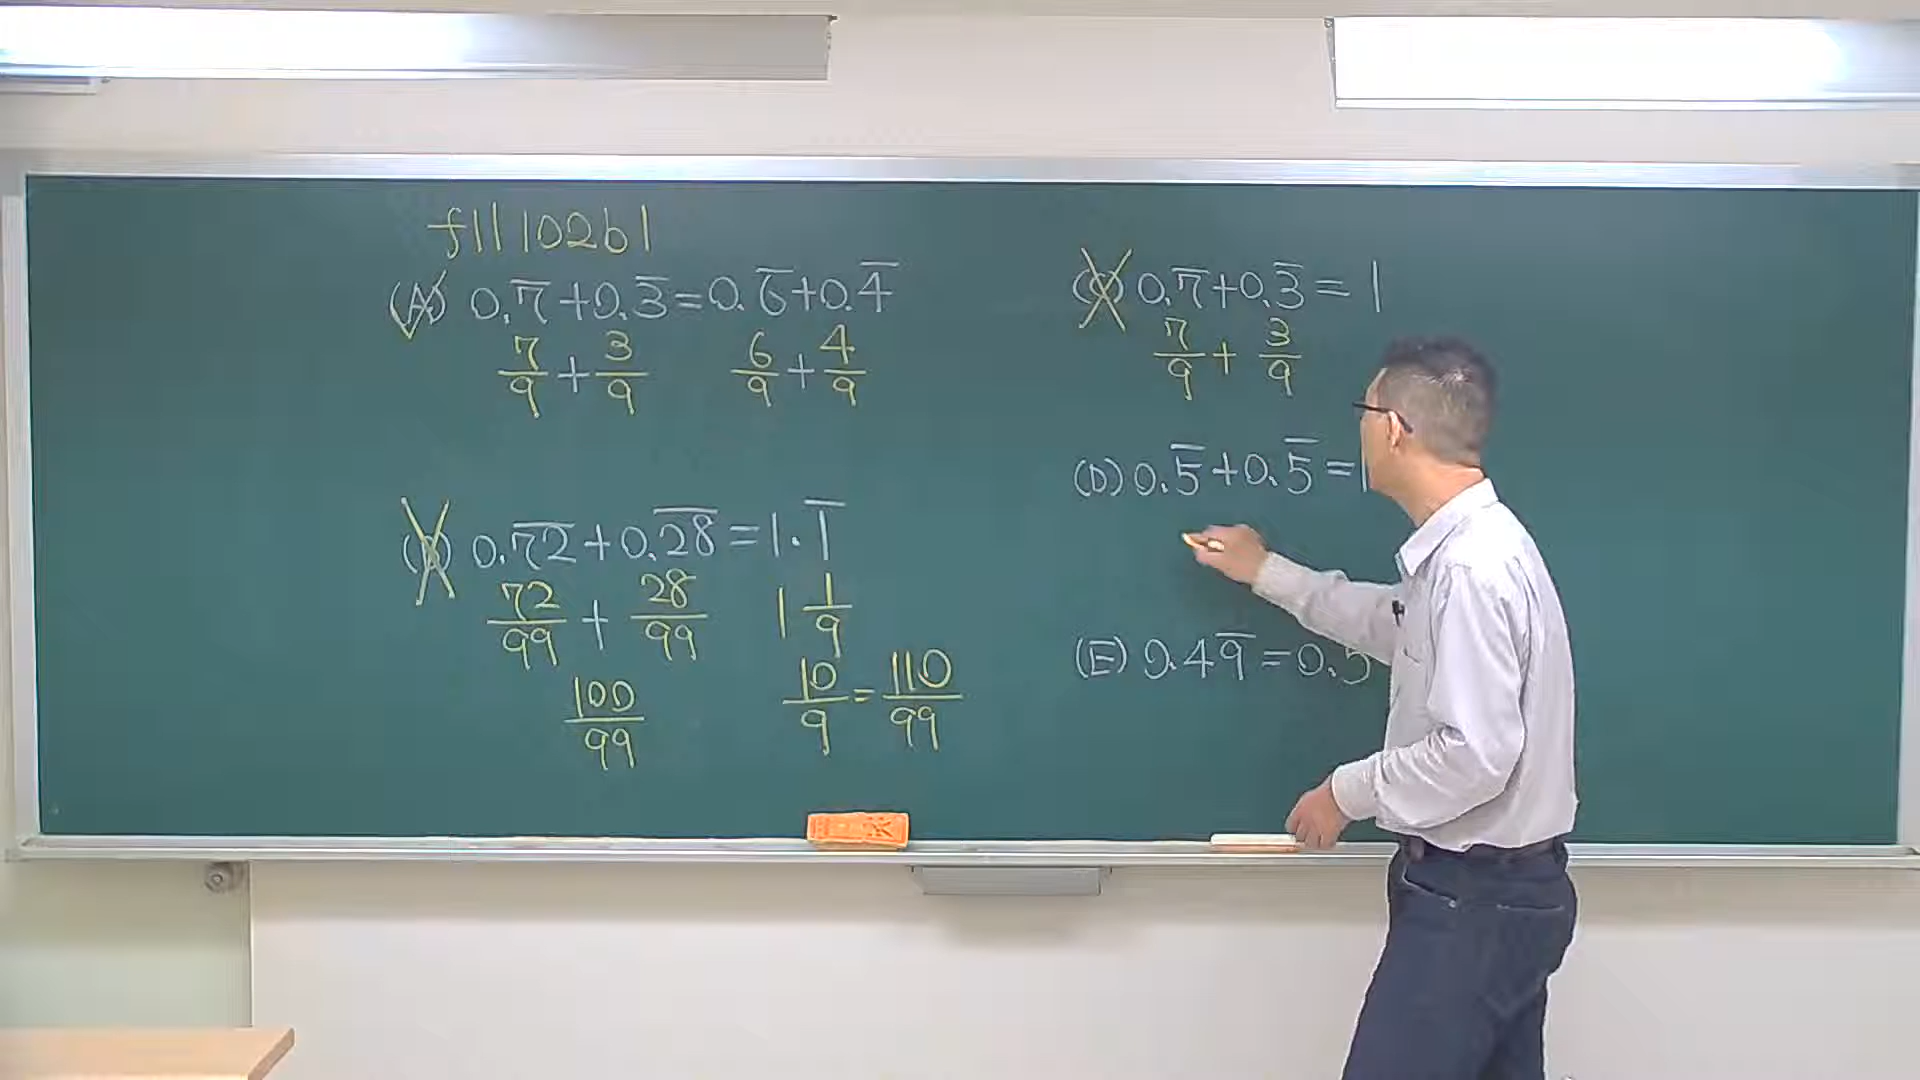 f1110261
(A) 0.7̅+0.3̅=0.6̅+0.4̅
7/9+3/9 6/9+4/9
(B) 0.7̅2̅+0.2̅8̅=1.1̅
72/99+28/99 1 1/9
100/99 10/9=110/99
(C) 0.7̅+0.3̅=1
7/9+3/9
(D) 0.5̅+0.5̅=1
(E) 0.49̅=0.5